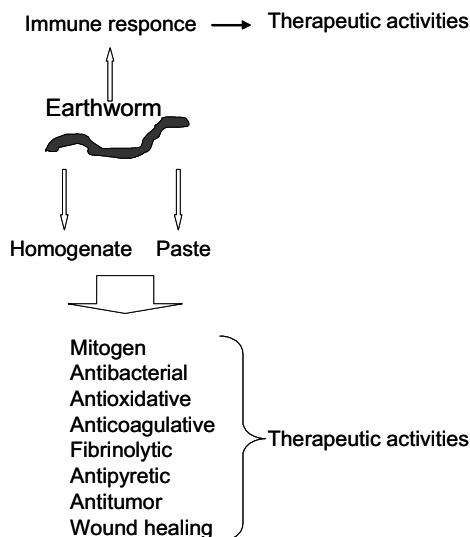 Immune responce Therapeutic activities
Earthworm
Homogenate Paste
Mitogen
Antibacterial
Antioxidative
Anticoagulative
Fibrinolytic
Antipyretic
Antitumor
Wound healing
Therapeutic activities